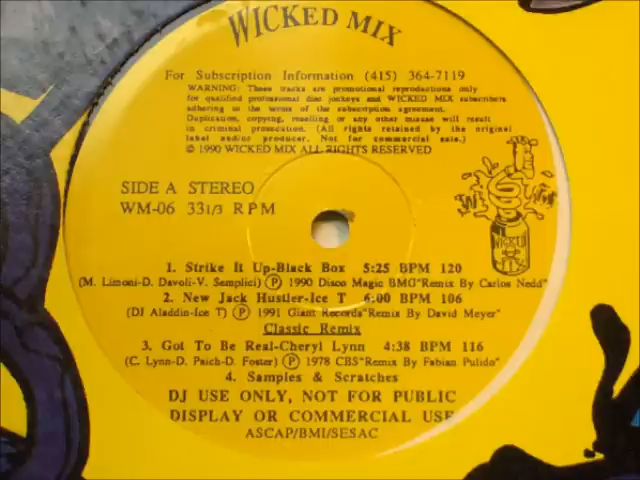 WICKED MIX
For Subscription Information (415) 364-7119
WARNING: These tracks are promotional reproductions only
for qualified professional disc jockeys and WICKED MIX subscribers
adhering to the terms of the subscription agreement.
Duplication, copying, reselling or any other misuse will result
in criminal prosecution. (All rights retained by the original
label and/or producer. Not for commercial sale.)
© 1990 WICKED MIX ALL RIGHTS RESERVED
SIDE A STEREO
WM-06 33 1/3 RPM
WICKED
MIX
1. Strike It Up-Black Box 5:25 BPM 120
(M. Limoni-D. Davoli-V. Semplici) Ⓟ 1990 Disco Magic BMG"Remix By Carlos Nedd"
2. New Jack Hustler-Ice T 6:00 BPM 106
(DJ Aladdin-Ice T) Ⓟ 1991 Giant Records"Remix By David Meyer"
Classic Remix
3. Got To Be Real-Cheryl Lynn 4:38 BPM 116
(C. Lynn-D. Paich-D. Foster) Ⓟ 1978 CBS"Remix By Fabian Pulido"
4. Samples & Scratches
DJ USE ONLY, NOT FOR PUBLIC
DISPLAY OR COMMERCIAL USE
ASCAP/BMI/SESAC